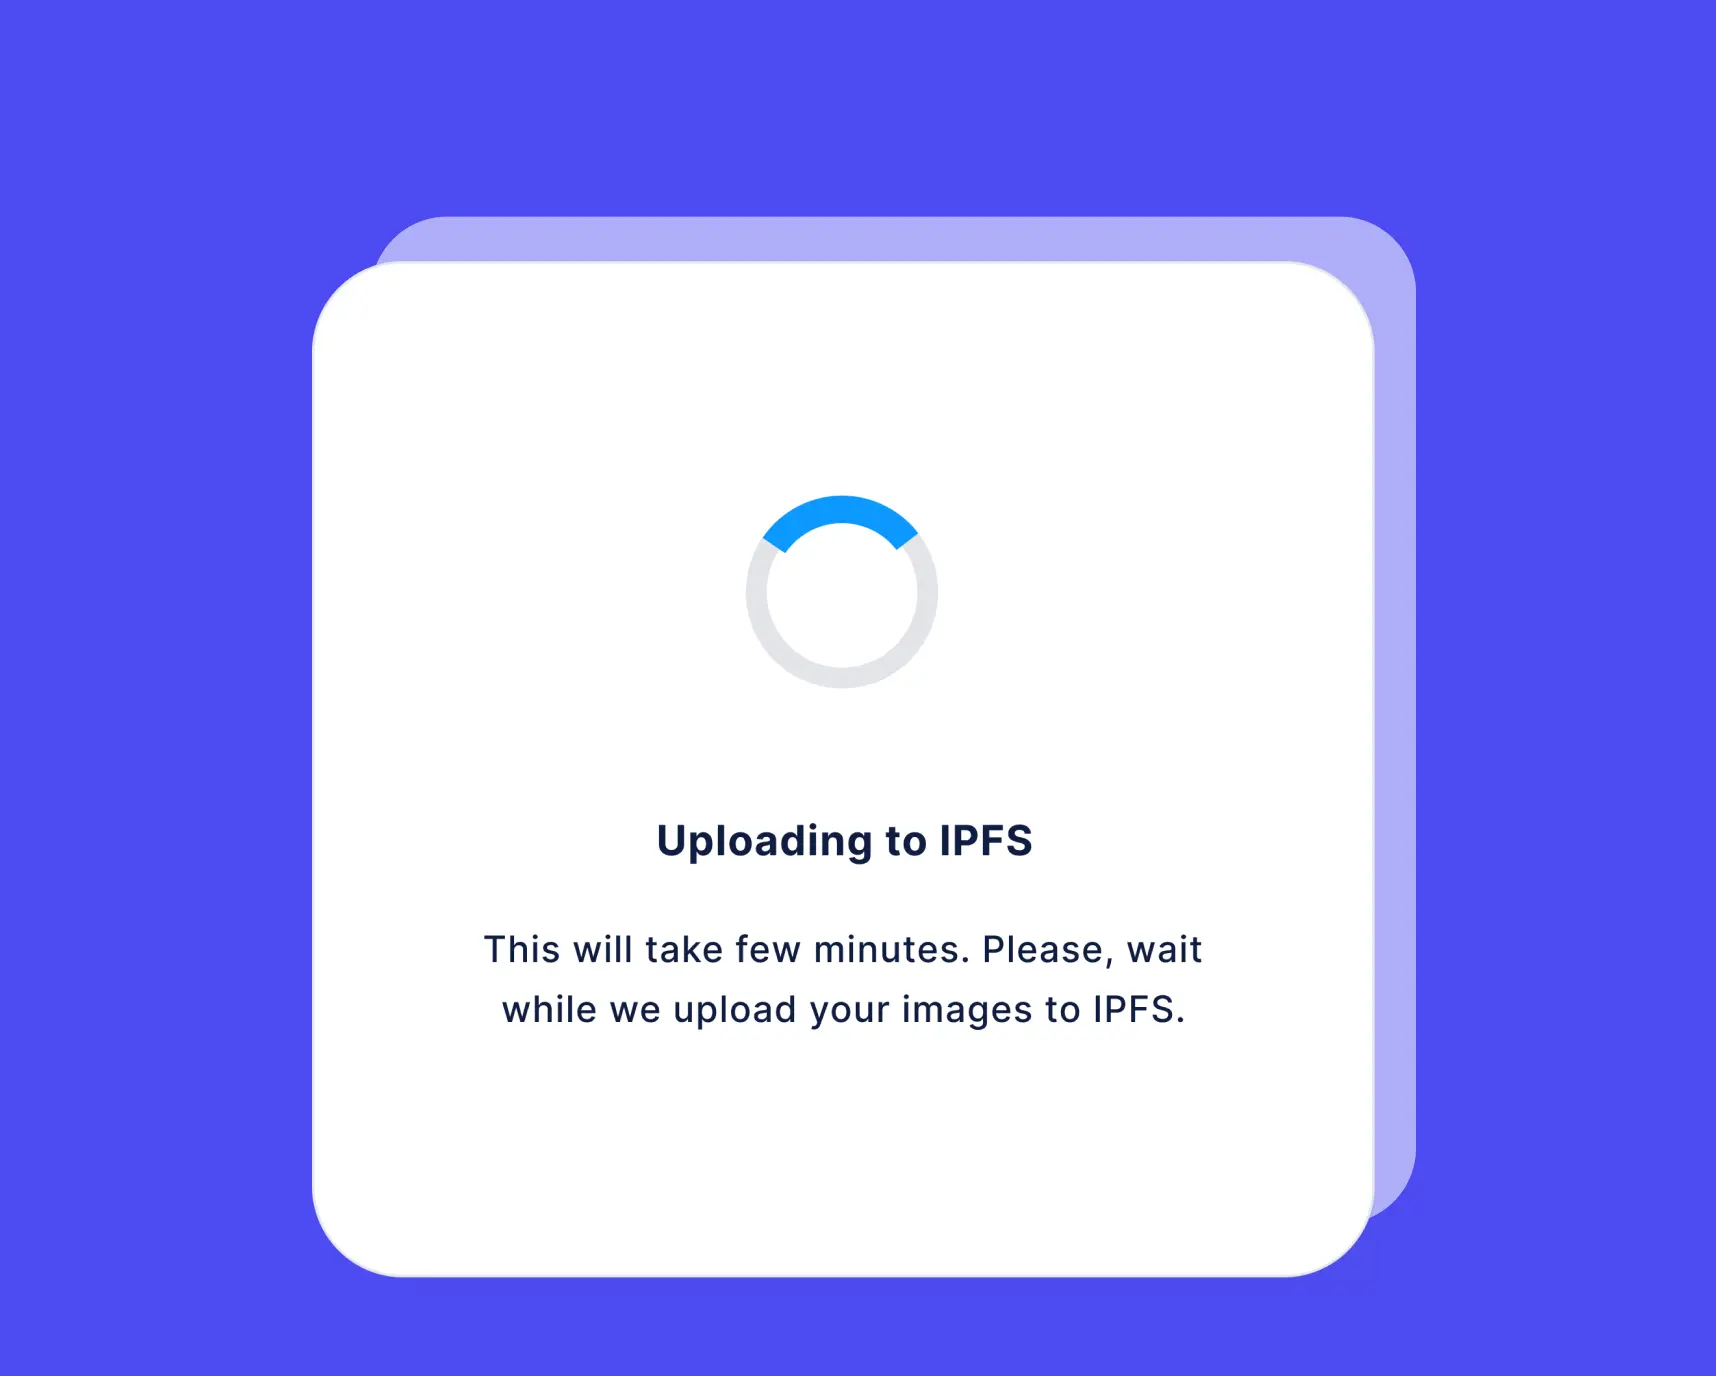 Uploading to IPFS
This will take few minutes. Please, wait
while we upload your images to IPFS.